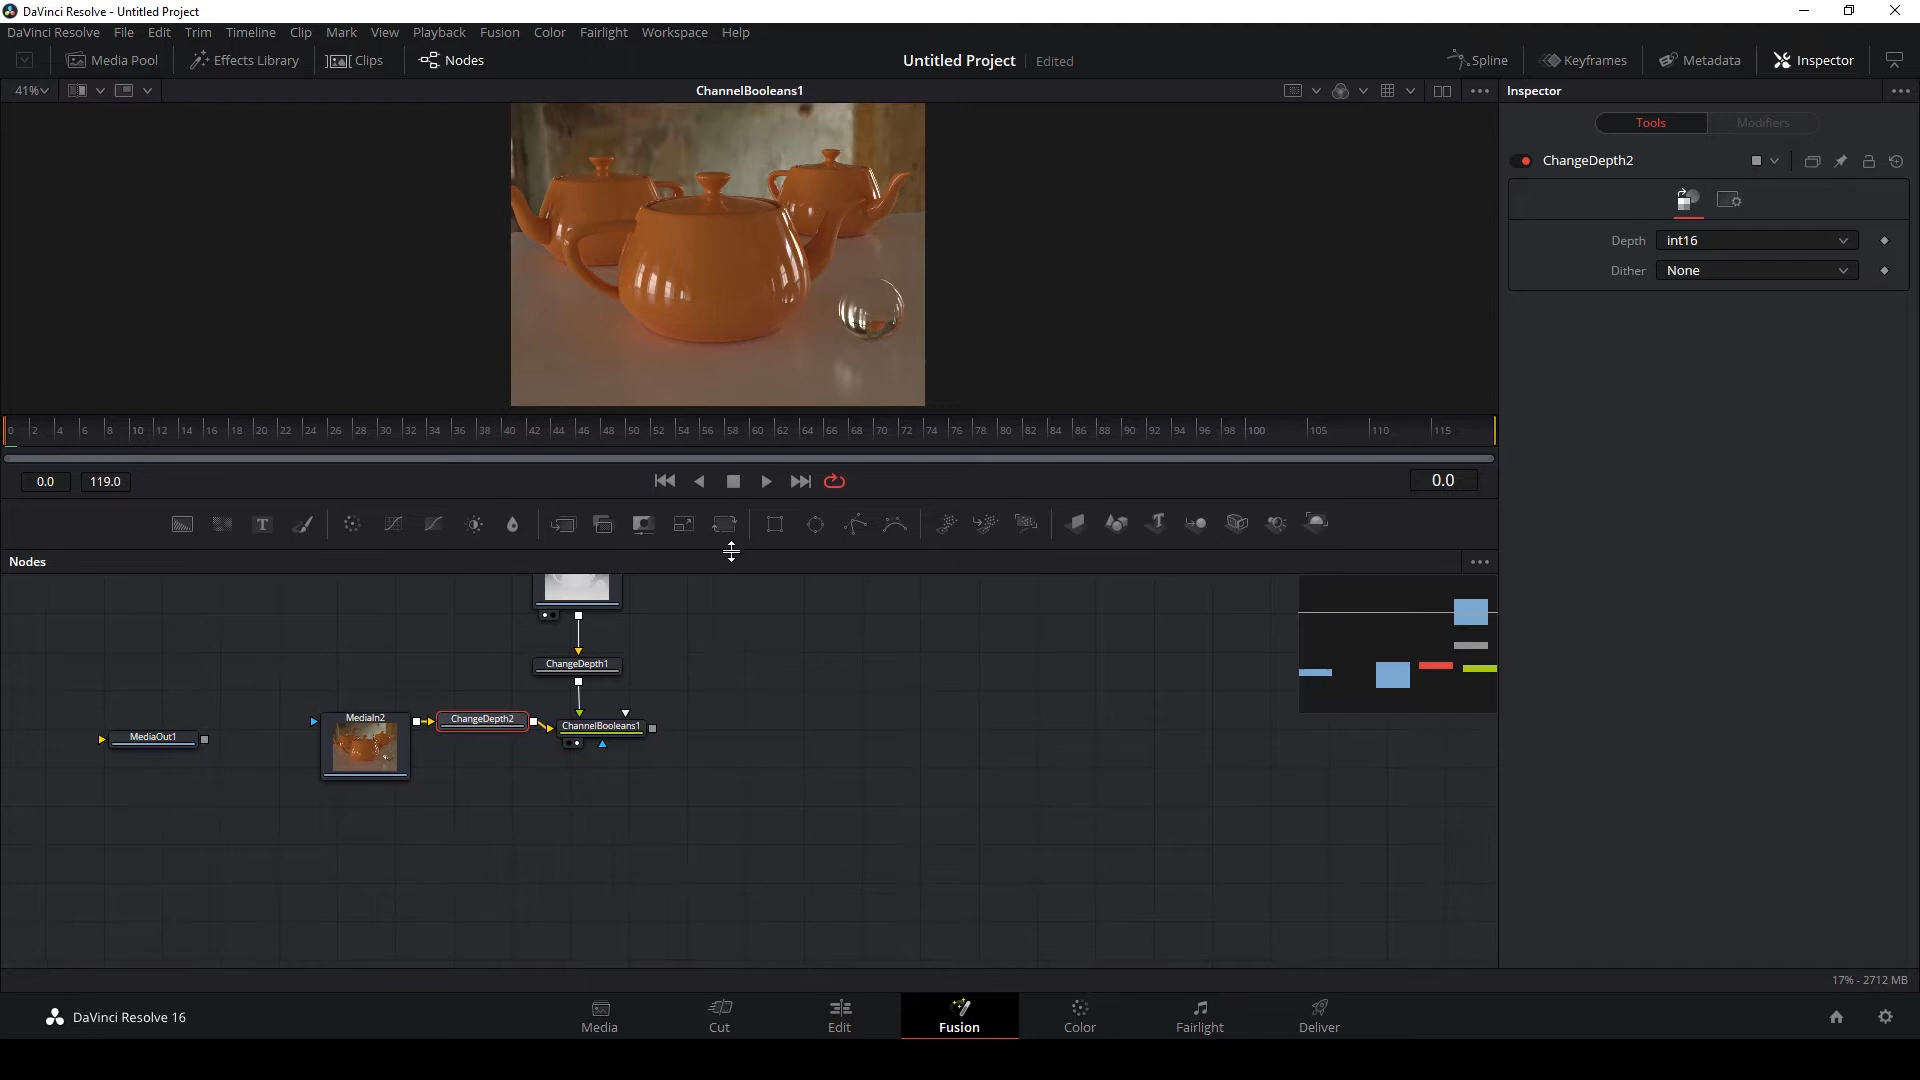 DaVinci Resolve - Untitled Project
DaVinci Resolve File Edit Trim Timeline Clip Mark View Playback Fusion Color Fairlight Workspace Help
Media Pool Effects Library Clips Nodes Untitled Project Edited Spline Keyframes Metadata Inspector
41% ChannelBooleans1 Inspector
Tools Modifiers
ChangeDepth2
Depth int16
Dither None
0 2 4 6 8 10 12 14 16 18 20 22 24 26 28 30 32 34 36 38 40 42 44 46 48 50 52 54 56 58 60 62 64 66 68 70 72 74 76 78 80 82 84 86 88 90 92 94 96 98 100 105 110 115
0.0 119.0 0.0
T T
Nodes
ChangeDepth1
MediaIn2 ChangeDepth2 ChannelBooleans1
MediaOut1
17% - 2712 MB
DaVinci Resolve 16 Media Cut Edit Fusion Color Fairlight Deliver